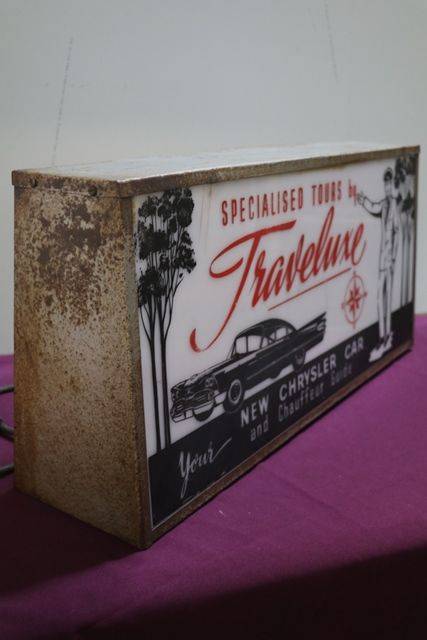 SPECIALISED TOURS by
Traveluxe
Your NEW CHRYSLER CAR
and Chauffeur Guide